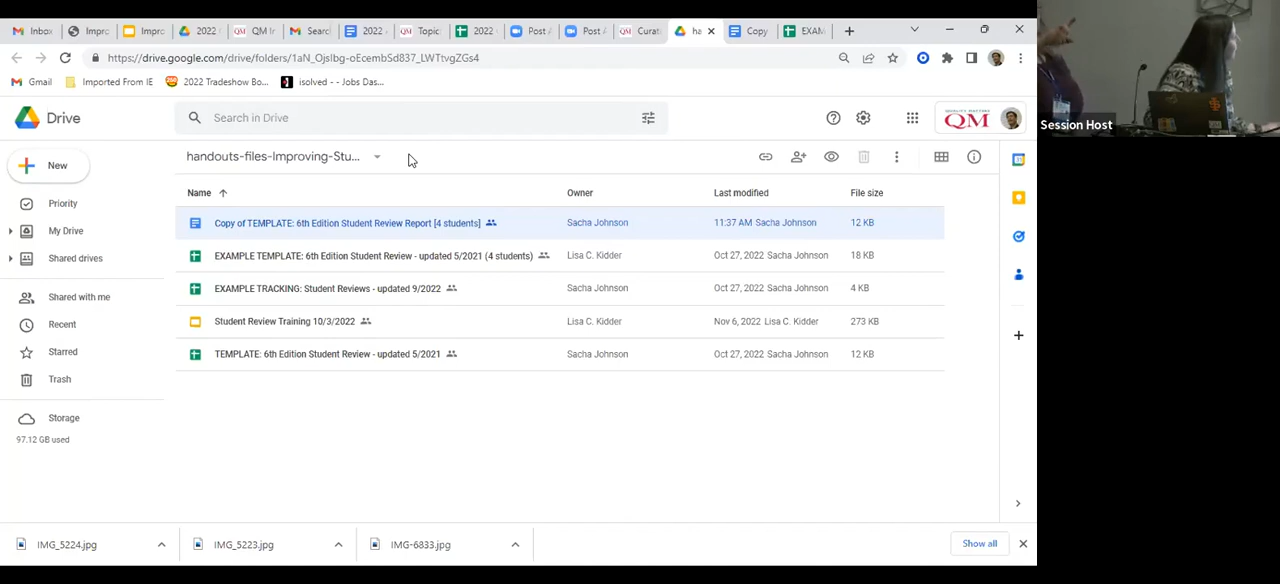 Inbox Impro Impro 2022 QM Ir Searc 2022 Topic 2022 Post Post Curat ha Copy EXAM
https://drive.google.com/drive/folders/1aN_OjsIbg-oEcembSd837_LWTtvgZGs4
Gmail Imported From IE 2022 Tradeshow Bo... isolved - - Jobs Das...
Session Host
Drive
Search in Drive
QM
New
handouts-files-Improving-Stu...
Priority
My Drive
Shared drives
Shared with me
Recent
Starred
Trash
Storage
97.12 GB used
Name Owner Last modified File size
Copy of TEMPLATE: 6th Edition Student Review Report [4 students] Sacha Johnson 11:37 AM Sacha Johnson 12 KB
EXAMPLE TEMPLATE: 6th Edition Student Review - updated 5/2021 (4 students) Lisa C. Kidder Oct 27, 2022 Sacha Johnson 18 KB
EXAMPLE TRACKING: Student Reviews - updated 9/2022 Sacha Johnson Oct 27, 2022 Sacha Johnson 4 KB
Student Review Training 10/3/2022 Lisa C. Kidder Nov 6, 2022 Lisa C. Kidder 273 KB
TEMPLATE: 6th Edition Student Review - updated 5/2021 Sacha Johnson Oct 27, 2022 Sacha Johnson 12 KB
IMG_5224.jpg IMG_5223.jpg IMG-6833.jpg Show all